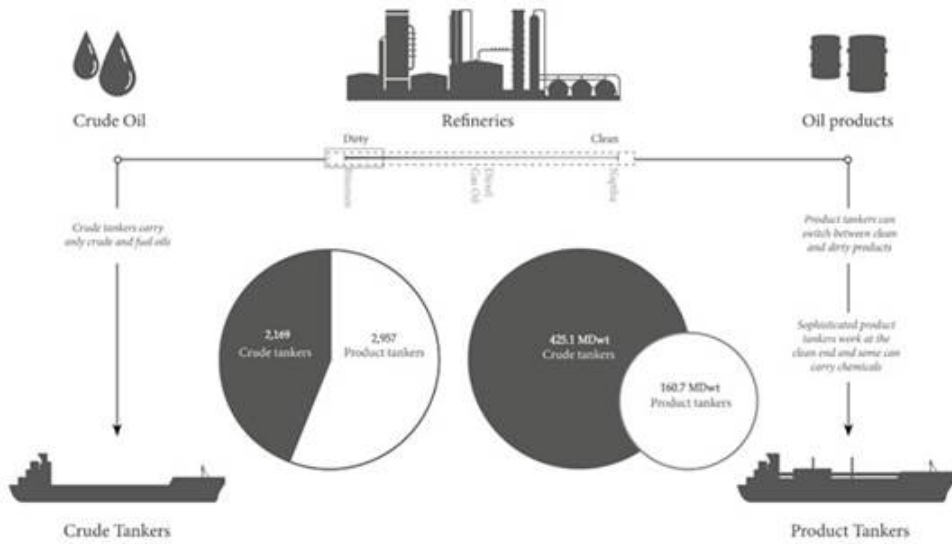 Crude Oil
Refineries
Oil products
Dirty
Clean
Gas Oil
Diesel
Naptha
Crude tankers carry
only crude and fuel oils
Product tankers can
switch between clean
and dirty products
2,169
Crude tankers
2,957
Product tankers
425.1 MDwt
Crude tankers
160.7 MDwt
Product tankers
Sophisticated product
tankers work at the
clean end and some can
carry chemicals
Crude Tankers
Product Tankers